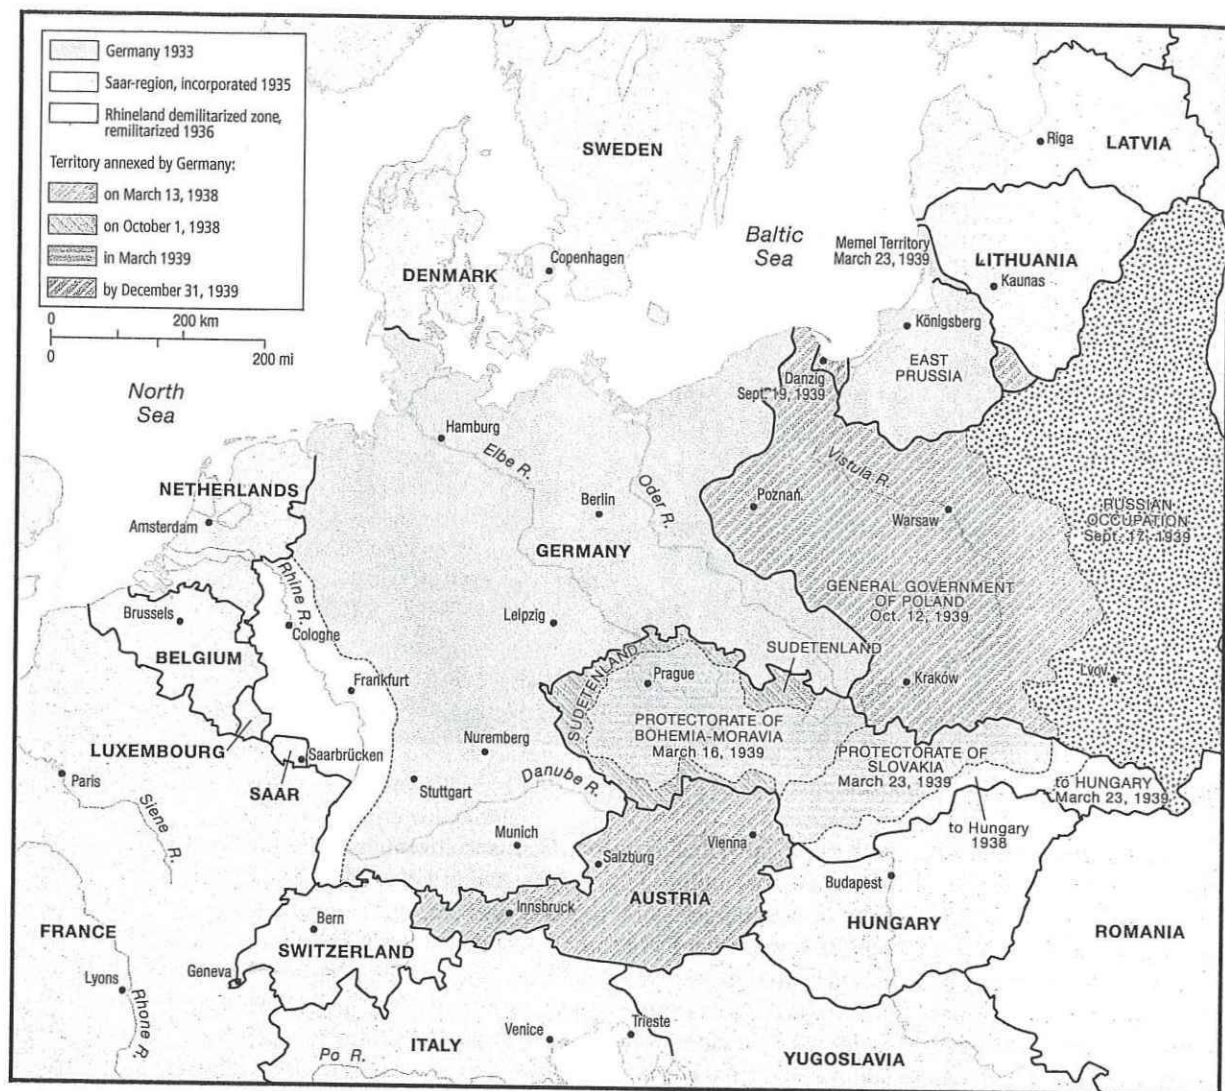 Germany 1933
Saar-region, incorporated 1935
Rhineland demilitarized zone,
remilitarized 1936
Territory annexed by Germany:
on March 13, 1938
on October 1, 1938
in March 1939
by December 31, 1939
0 200 km
0 200 mi
SWEDEN
Riga
LATVIA
Baltic
Sea
Memel Territory
March 23, 1939
LITHUANIA
Kaunas
Copenhagen
DENMARK
Königsberg
EAST
PRUSSIA
Danzig
Sept. 19, 1939
North
Sea
Hamburg
Elbe R.
Oder R.
Vistula R.
NETHERLANDS
Amsterdam
Berlin
GERMANY
Poznań
Warsaw
RUSSIAN
OCCUPATION
Sept. 17, 1939
GENERAL GOVERNMENT
OF POLAND
Oct. 12, 1939
Rhine R.
Brussels
BELGIUM
Cologhe
Leipzig
SUDETENLAND
SUDETENLAND
Prague
Kraków
Lvov
Frankfurt
PROTECTORATE OF
BOHEMIA-MORAVIA
March 16, 1939
PROTECTORATE OF
SLOVAKIA
March 23, 1939
to HUNGARY
March 23, 1939
to Hungary
1938
LUXEMBOURG
Saarbrücken
SAAR
Nuremberg
Danube R.
Stuttgart
Paris
Siene R.
Munich
Salzburg
Vienna
AUSTRIA
Innsbruck
Budapest
HUNGARY
ROMANIA
FRANCE
Bern
SWITZERLAND
Geneva
Lyons
Rhone R.
Po R.
ITALY
Venice
Trieste
YUGOSLAVIA